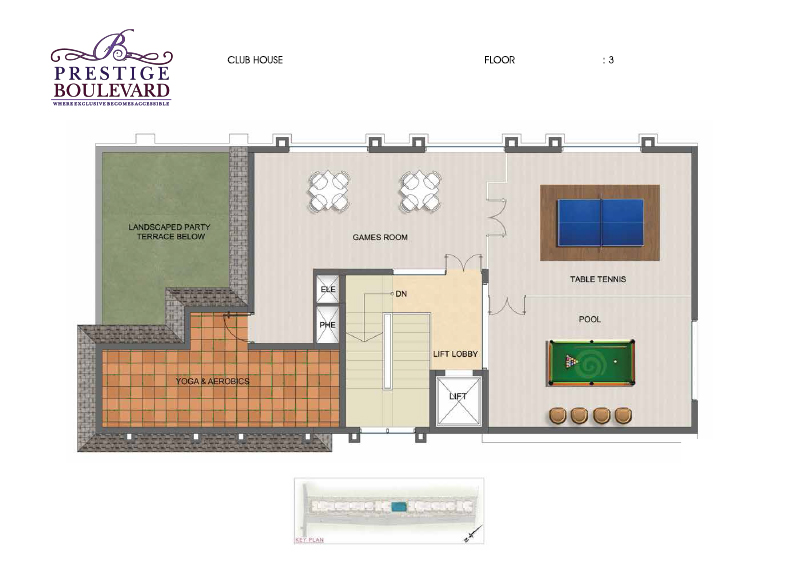 B
PRESTIGE
BOULEVARD
WHERE EXCLUSIVE BECOMES ACCESSIBLE
CLUB HOUSE
FLOOR : 3
LANDSCAPED PARTY
TERRACE BELOW
GAMES ROOM
TABLE TENNIS
ELE
DN
POOL
PHE
LIFT LOBBY
YOGA & AEROBICS
LIFT
KEY PLAN
N